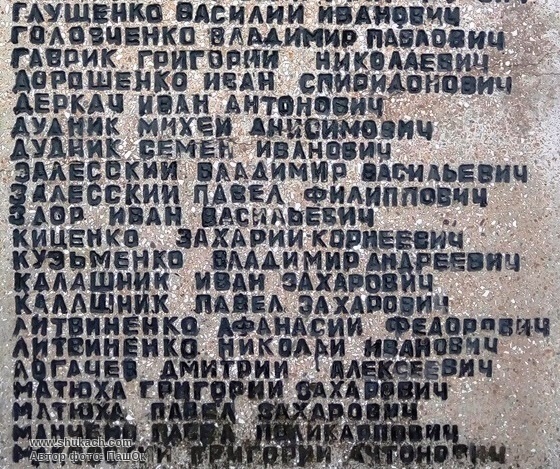 ГЛУЩЕНКО ВАСИЛИЙ ИВАНОВИЧ
ГОЛОВЧЕНКО ВЛАДИМИР ПАВЛОВИЧ
ГАВРИК ГРИГОРИЙ НИКОЛАЕВИЧ
ДОРОШЕНКО ИВАН СПИРИДОНОВИЧ
ДЕРКАЧ ИВАН АНТОНОВИЧ
ДУДНИК МИХЕЙ АНИСИМОВИЧ
ДУДНИК СЕМЕН ИВАНОВИЧ
ЗАЛЕССКИЙ ВЛАДИМИР ВАСИЛЬЕВИЧ
ЗАЛЕССКИЙ ПАВЕЛ ФИЛИППОВИЧ
ЗДОР ИВАН ВАСИЛЬЕВИЧ
КИЦЕНКО ЗАХАРИЙ КОРНЕЕВИЧ
КУЗЬМЕНКО ВЛАДИМИР АНДРЕЕВИЧ
КАЛАШНИК ИВАН ЗАХАРОВИЧ
КАЛАШНИК ПАВЕЛ ЗАХАРОВИЧ
ЛИТВИНЕНКО АФАНАСИЙ ФЕДОРОВИЧ
ЛИТВИНЕНКО НИКОЛАЙ ИВАНОВИЧ
ЛОГАЧЕВ ДМИТРИЙ АЛЕКСЕЕВИЧ
МАТЮХА ГРИГОРИЙ ЗАХАРОВИЧ
МАТЮХА ПАВЕЛ ЗАХАРОВИЧ
ПАВЕЛ ПОЛИКАРПОВИЧ
ГРИГОРИЙ АНТОНОВИЧ
www.shukach.com
Автор фото: ПашОк